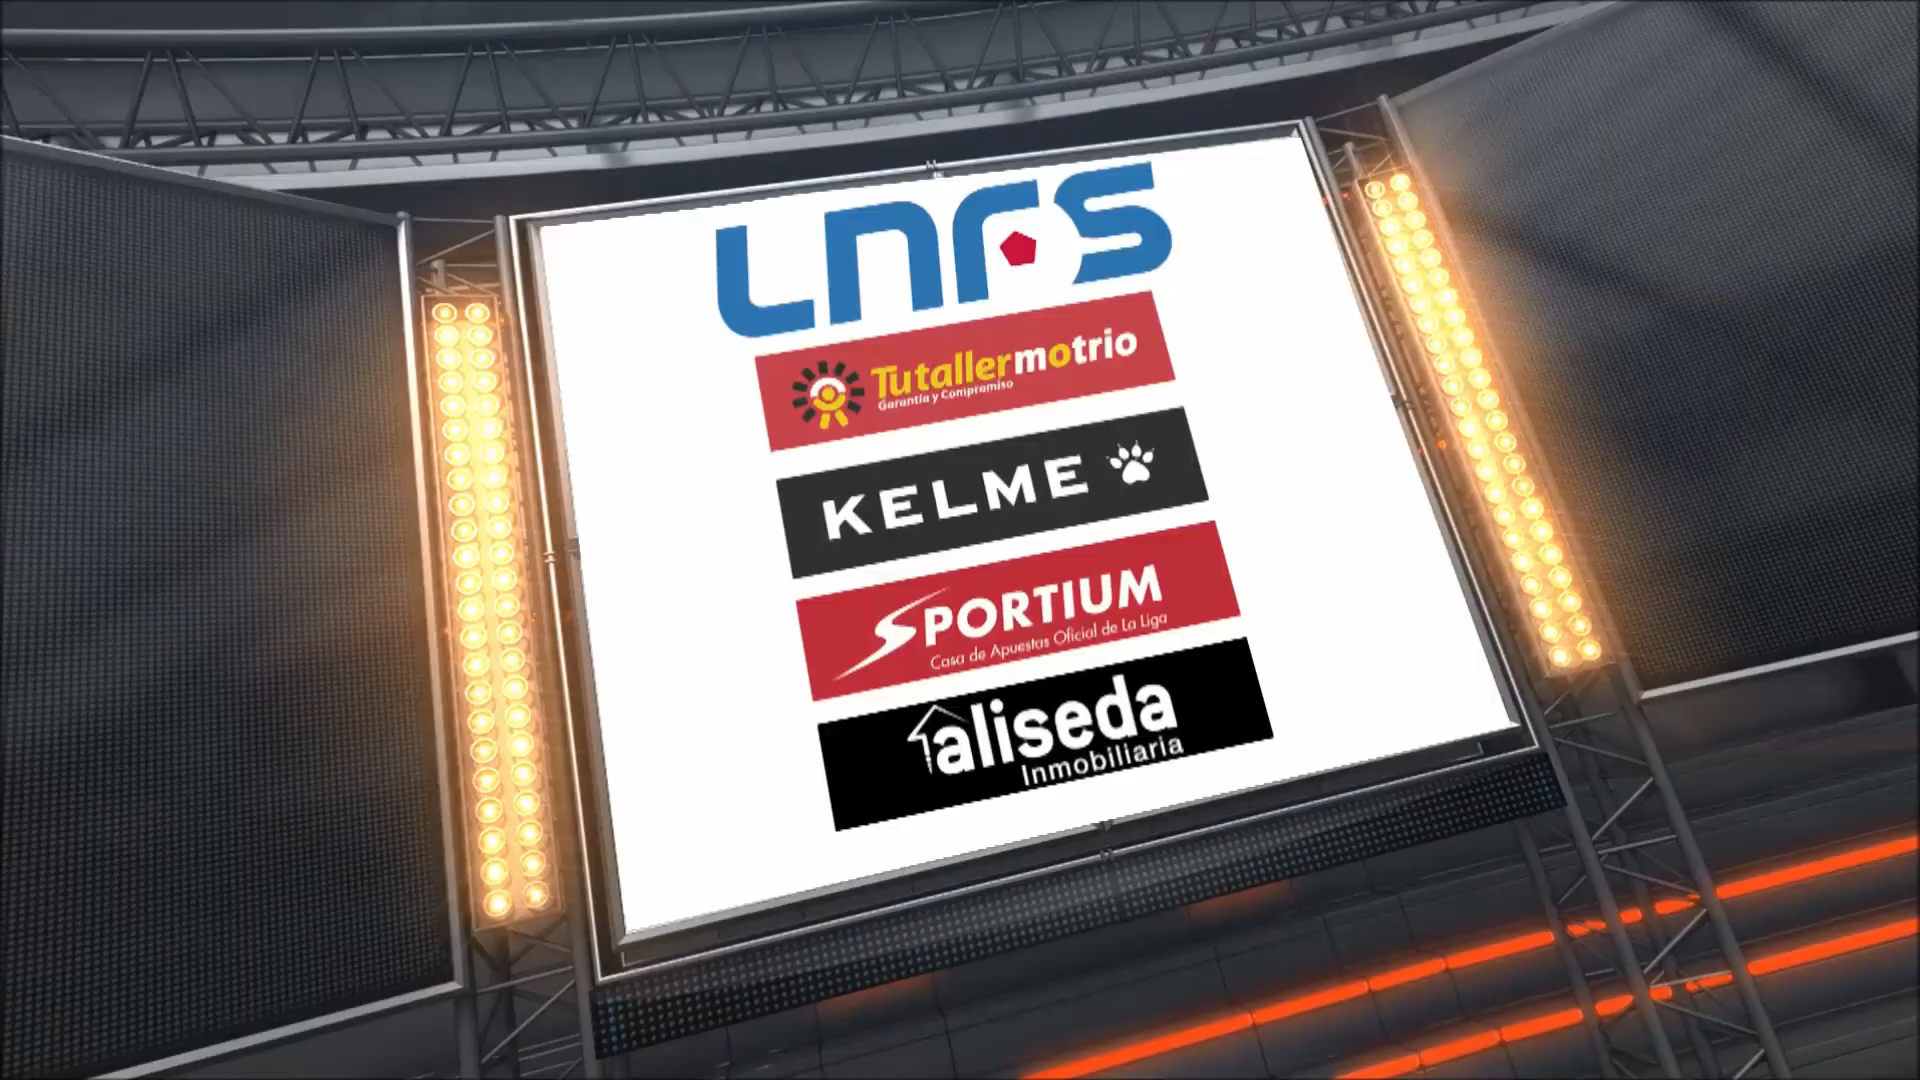 LNFS
Tutallermotrio
Garantía y Compromiso
KELME
SPORTIUM
Casa de Apuestas Oficial de La Liga
aliseda
Inmobiliaria